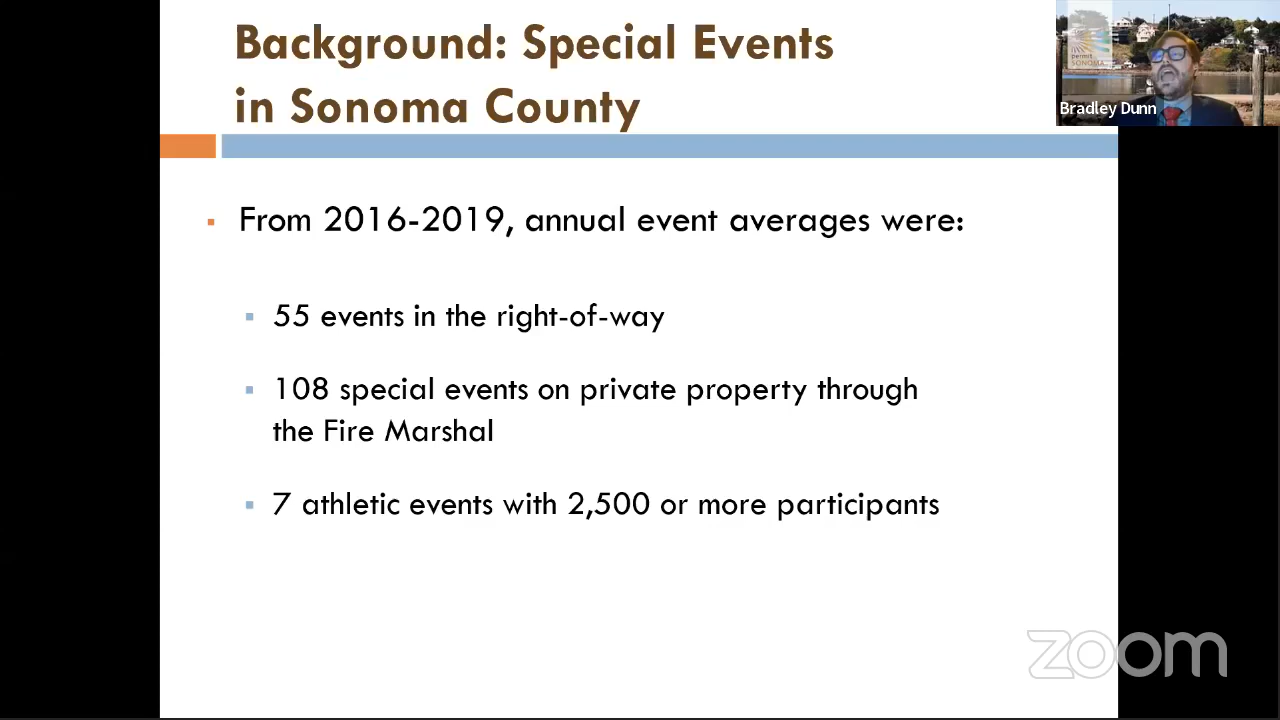 Background: Special Events
in Sonoma County
From 2016-2019, annual event averages were:
55 events in the right-of-way
108 special events on private property through
the Fire Marshal
7 athletic events with 2,500 or more participants
permit
SONOMA
Bradley Dunn
zoom